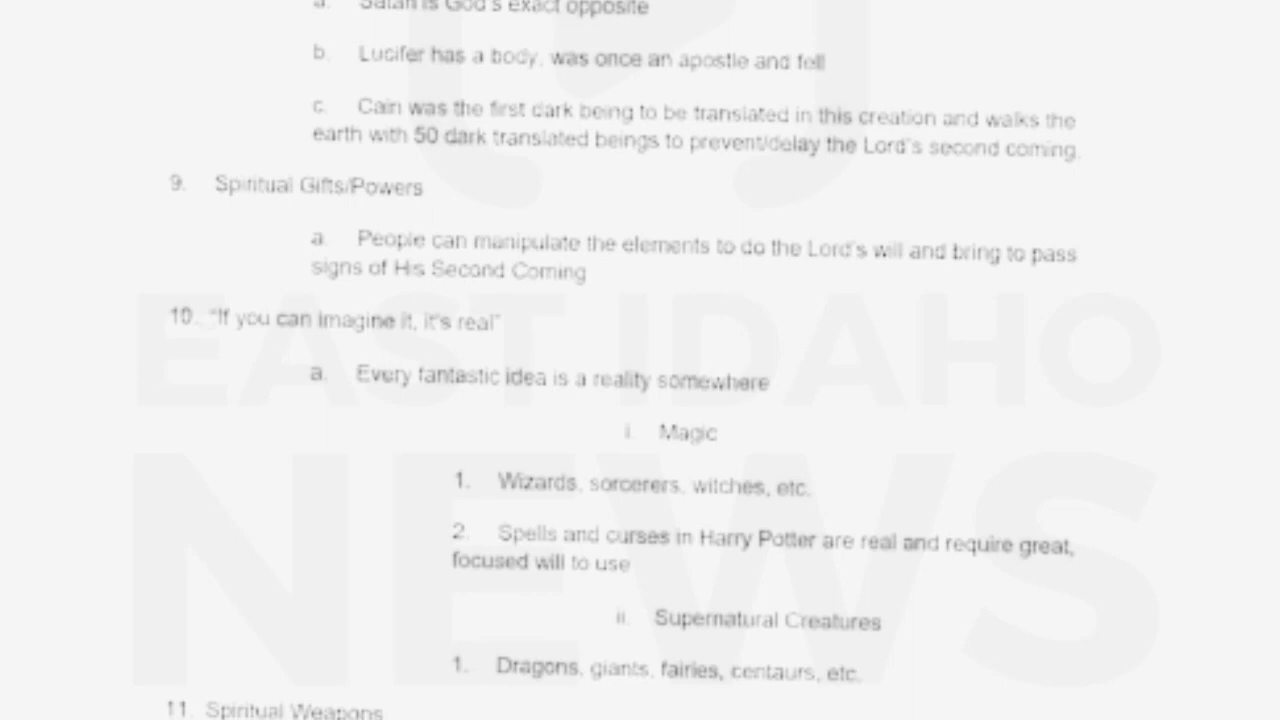 a. Satan is God's exact opposite
b. Lucifer has a body, was once an apostle and fell
c. Cain was the first dark being to be translated in this creation and walks the
earth with 50 dark translated beings to prevent/delay the Lord's second coming.
9. Spiritual Gifts/Powers
a. People can manipulate the elements to do the Lord's will and bring to pass
signs of His Second Coming
10. "If you can imagine it, it's real"
a. Every fantastic idea is a reality somewhere
i. Magic
1. Wizards, sorcerers, witches, etc.
2. Spells and curses in Harry Potter are real and require great,
focused will to use
ii. Supernatural Creatures
1. Dragons, giants, fairies, centaurs, etc.
11. Spiritual Weapons
EAST IDAHO
NEWS